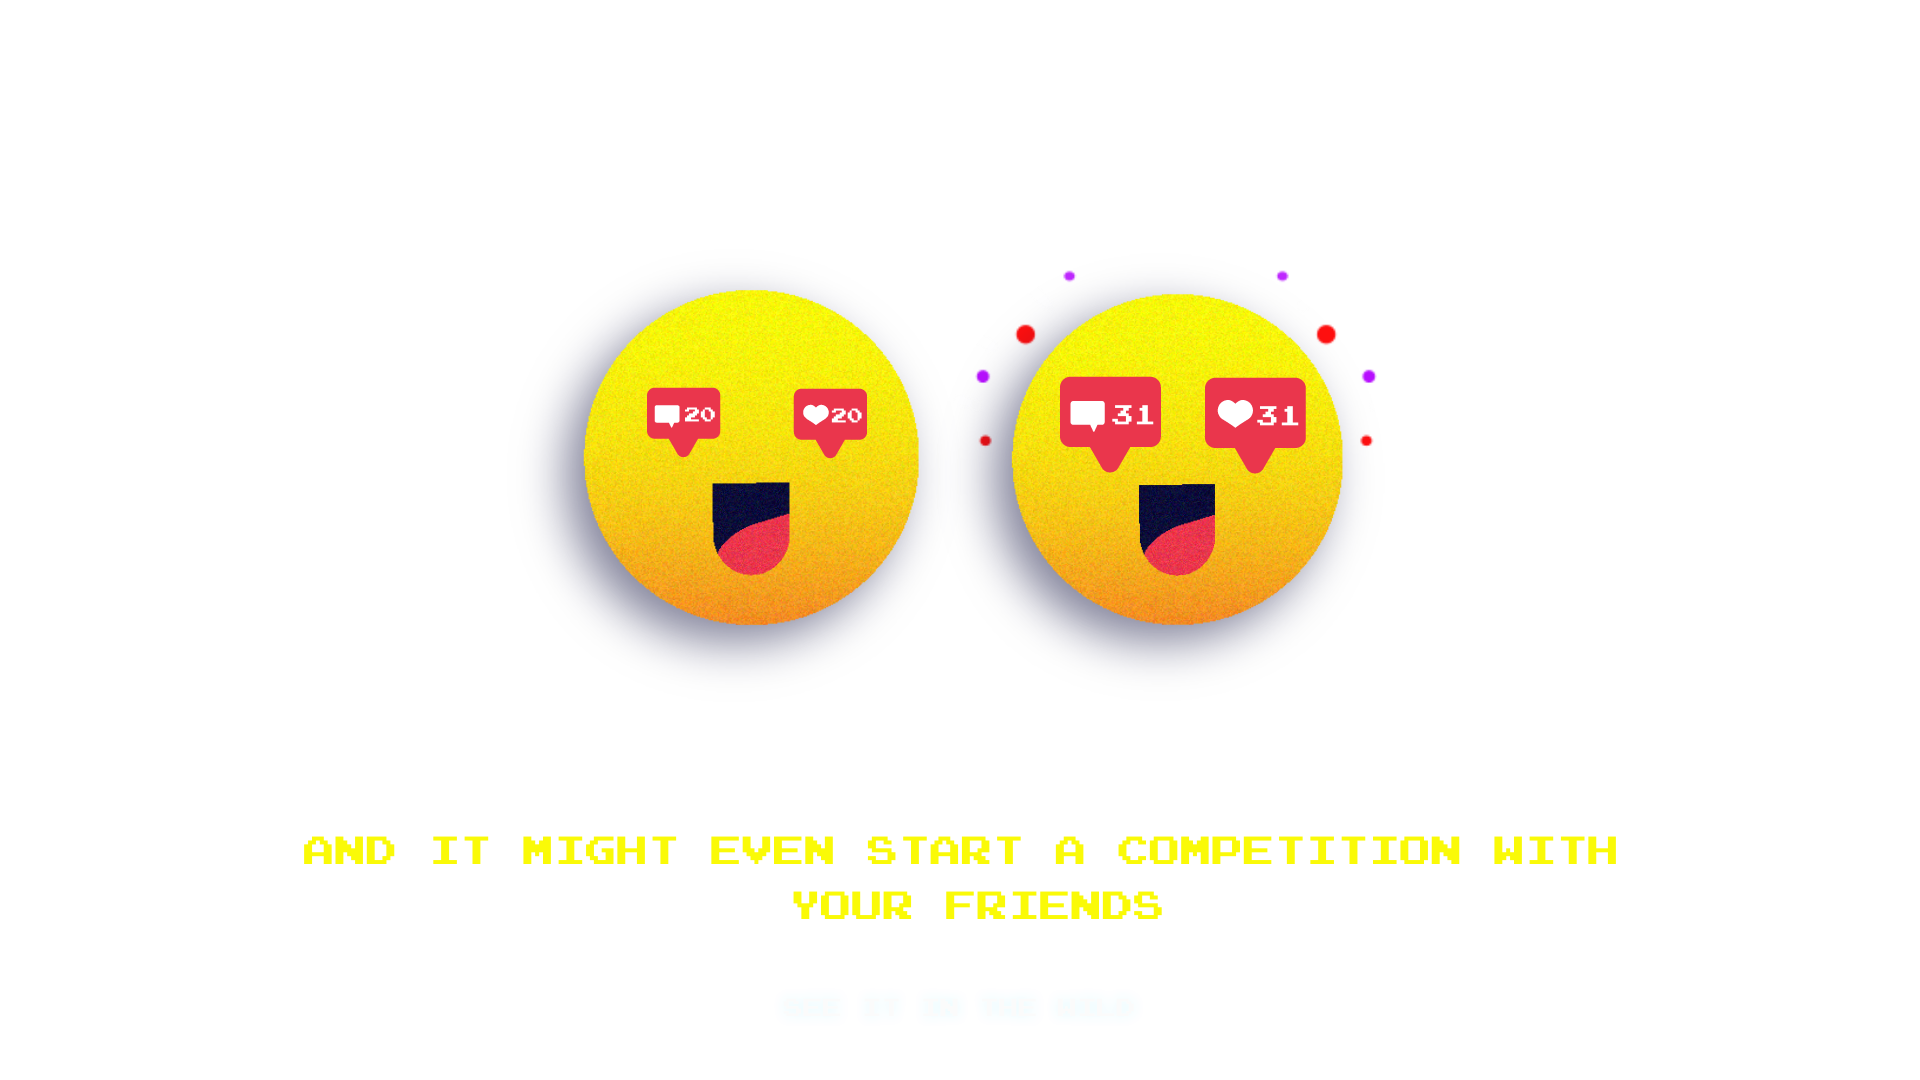 20 20 31 31
AND IT MIGHT EVEN START A COMPETITION WITH
YOUR FRIENDS